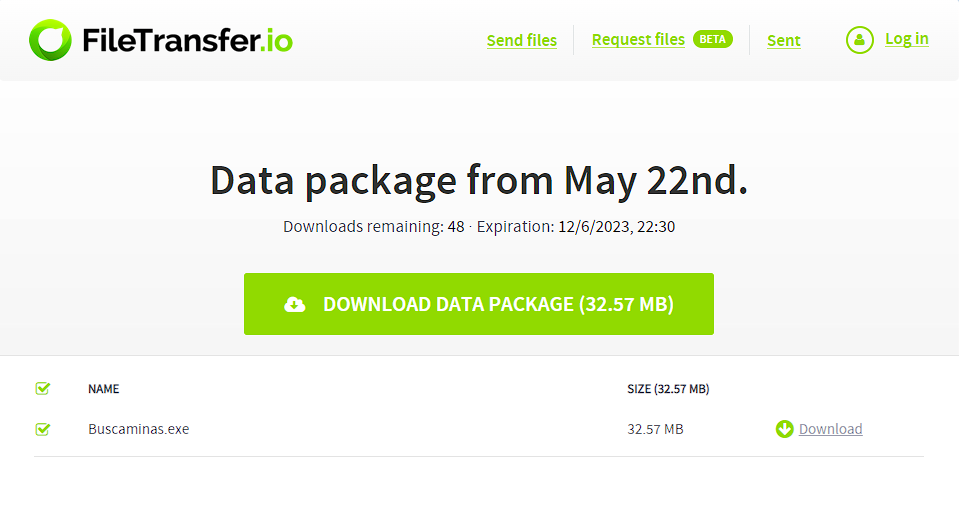 FileTransfer.io
Send files
Request files BETA
Sent
Log in
Data package from May 22nd.
Downloads remaining: 48 · Expiration: 12/6/2023, 22:30
DOWNLOAD DATA PACKAGE (32.57 MB)
NAME SIZE (32.57 MB)
Buscaminas.exe 32.57 MB Download